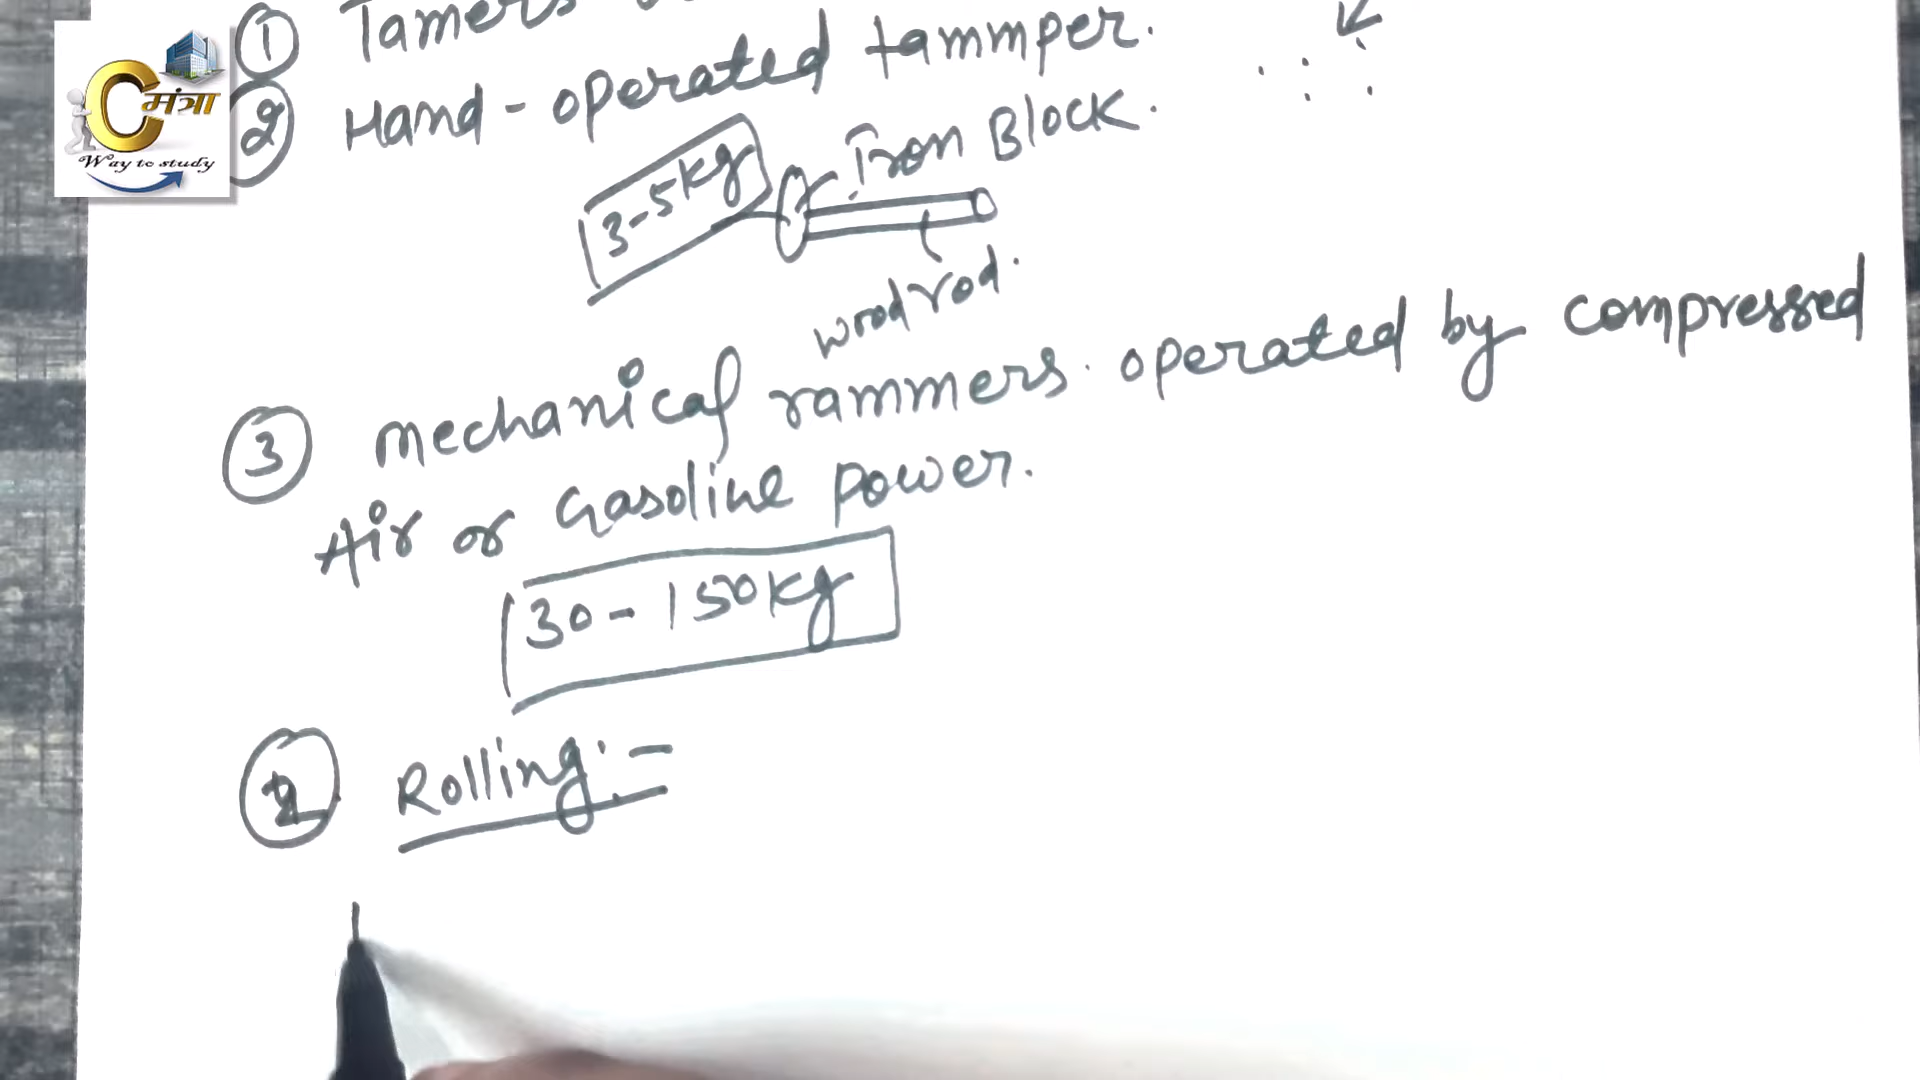 ① Tamers
② Hand-operated tammper.
3-5kg
Iron Block.
wood rod.
③ mechanical rammers. operated by compressed
Air or Gasoline power.
30-150kg
② Rolling:-
C मंत्रा
Way to study